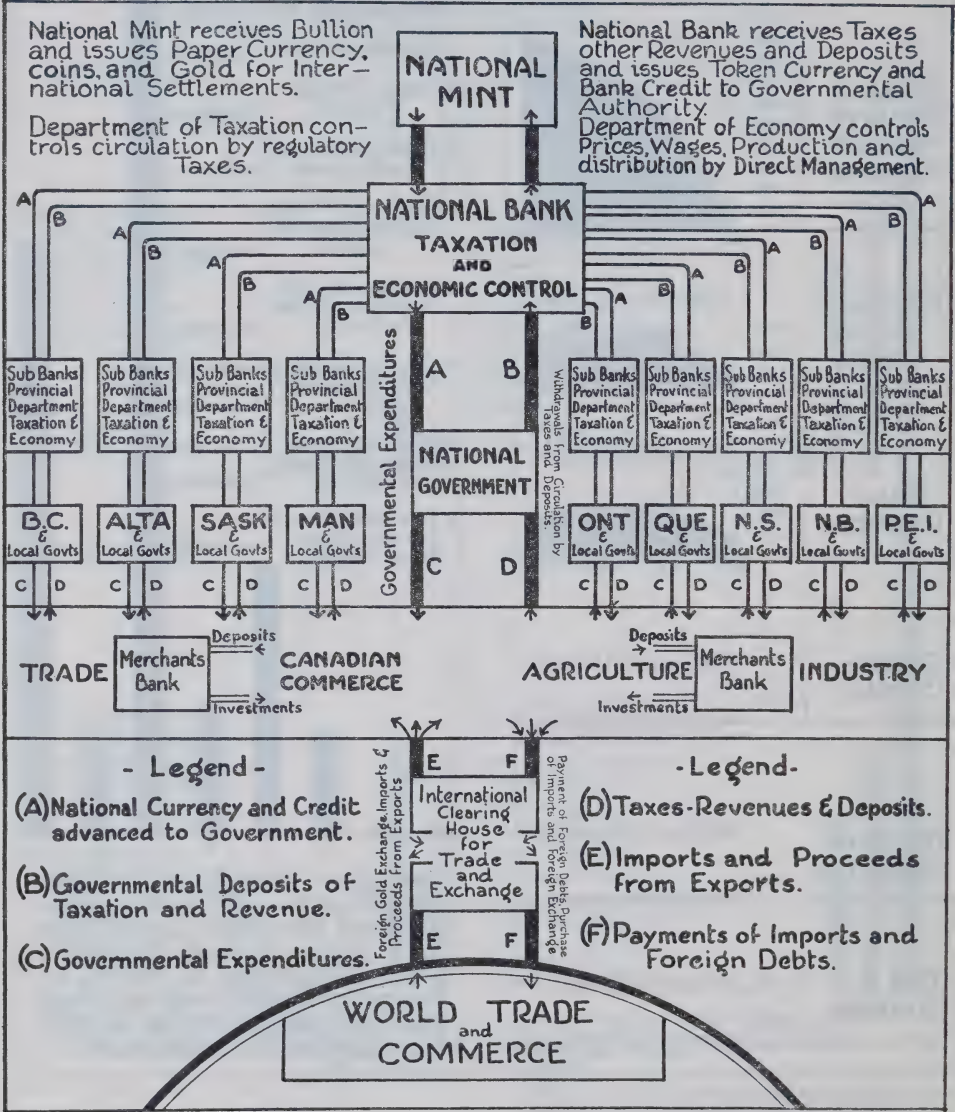 National Mint receives Bullion
and issues Paper Currency,
coins, and Gold for Inter-
national Settlements.
Department of Taxation con-
trols circulation by regulatory
Taxes.
NATIONAL
MINT
National Bank receives Taxes
other Revenues and Deposits
and issues Token Currency and
Bank Credit to Governmental
Authority.
Department of Economy controls
Prices, Wages, Production and
distribution by Direct Management.
A
B
A
B
A
B
A
B
NATIONAL BANK
TAXATION
AND
ECONOMIC CONTROL
A
B
A
B
A
B
A
B
A
B
Sub Banks
Provincial
Department
Taxation &
Economy
Sub Banks
Provincial
Department
Taxation &
Economy
Sub Banks
Provincial
Department
Taxation &
Economy
Sub Banks
Provincial
Department
Taxation &
Economy
Governmental Expenditures
A B
NATIONAL
GOVERNMENT
C D
Withdrawals from Circulation by
Taxes and Deposits.
Sub Banks
Provincial
Department
Taxation &
Economy
Sub Banks
Provincial
Department
Taxation &
Economy
Sub Banks
Provincial
Department
Taxation &
Economy
Sub Banks
Provincial
Department
Taxation &
Economy
Sub Banks
Provincial
Department
Taxation &
Economy
B.C.
&
Local Govts
ALTA
&
Local Govts
SASK
&
Local Govts
MAN
&
Local Govts
ONT
&
Local Govts
QUE
&
Local Govts
N.S.
&
Local Govts
N.B.
&
Local Govts
P.E.I.
&
Local Govts
C D C D C D C D C D C D C D C D C D
TRADE
Merchants
Bank
Deposits
Investments
CANADIAN
COMMERCE
AGRICULTURE
Deposits
Investments
Merchants
Bank
INDUSTRY
- Legend -
(A) National Currency and Credit
advanced to Government.
(B) Governmental Deposits of
Taxation and Revenue.
(C) Governmental Expenditures.
Foreign Gold Exchange, Imports &
Proceeds from Exports
E F
International
Clearing
House
for
Trade
and
Exchange
E F
Payment of Foreign Debts, Purchase
of Imports and Foreign Exchange
- Legend -
(D) Taxes-Revenues & Deposits.
(E) Imports and Proceeds
from Exports.
(F) Payments of Imports and
Foreign Debts.
WORLD TRADE
and
COMMERCE